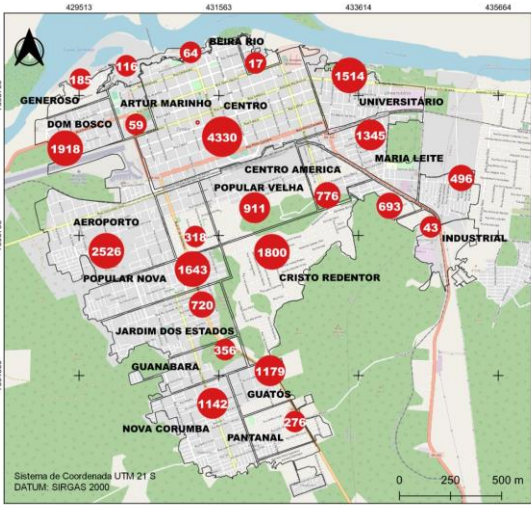 429513 431563 433614 435664
BEIRA RIO
64
116
17
185
1514
GENEROSO
ARTUR MARINHO
CENTRO
UNIVERSITÁRIO
DOM BOSCO
59
4330
1345
1918
MARIA LEITE
CENTRO AMERICA
496
POPULAR VELHA
776
693
911
AEROPORTO
43
318
INDUSTRIAL
2526
1800
1643
POPULAR NOVA
CRISTO REDENTOR
720
JARDIM DOS ESTADOS
356
GUANABARÁ
1179
GUATÓS
1142
276
NOVA CORUMBA
PANTANAL
Sistema de Coordenada UTM 21 S
DATUM: SIRGAS 2000
0 250 500 m